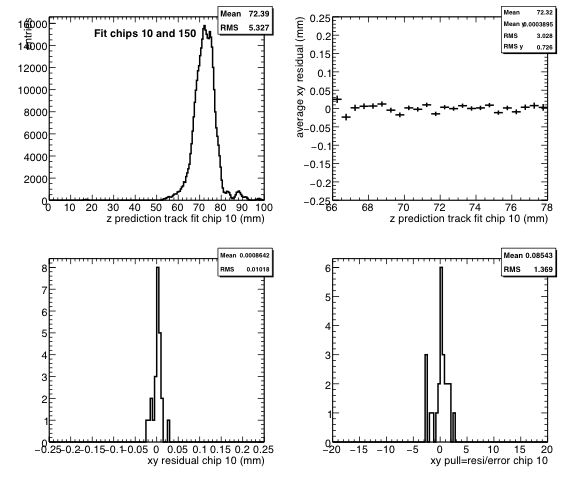 Mean 72.39
RMS 5.327
Fit chips 10 and 150
entries
16000
14000
12000
10000
8000
6000
4000
2000
0
0 10 20 30 40 50 60 70 80 90 100
z prediction track fit chip 10 (mm)
Mean 72.32
Mean y 0.0003895
RMS 3.028
RMS y 0.726
average xy residual (mm)
0.25
0.2
0.15
0.1
0.05
0
−0.05
−0.1
−0.15
−0.2
−0.25
66 68 70 72 74 76 78
z prediction track fit chip 10 (mm)
Mean 0.0008642
RMS 0.01018
8
7
6
5
4
3
2
1
0
−0.25 −0.2 −0.15 −0.1 −0.05 0 0.05 0.1 0.15 0.2 0.25
xy residual chip 10 (mm)
Mean 0.08543
RMS 1.369
6
5
4
3
2
1
0
−20 −15 −10 −5 0 5 10 15 20
xy pull=resi/error chip 10